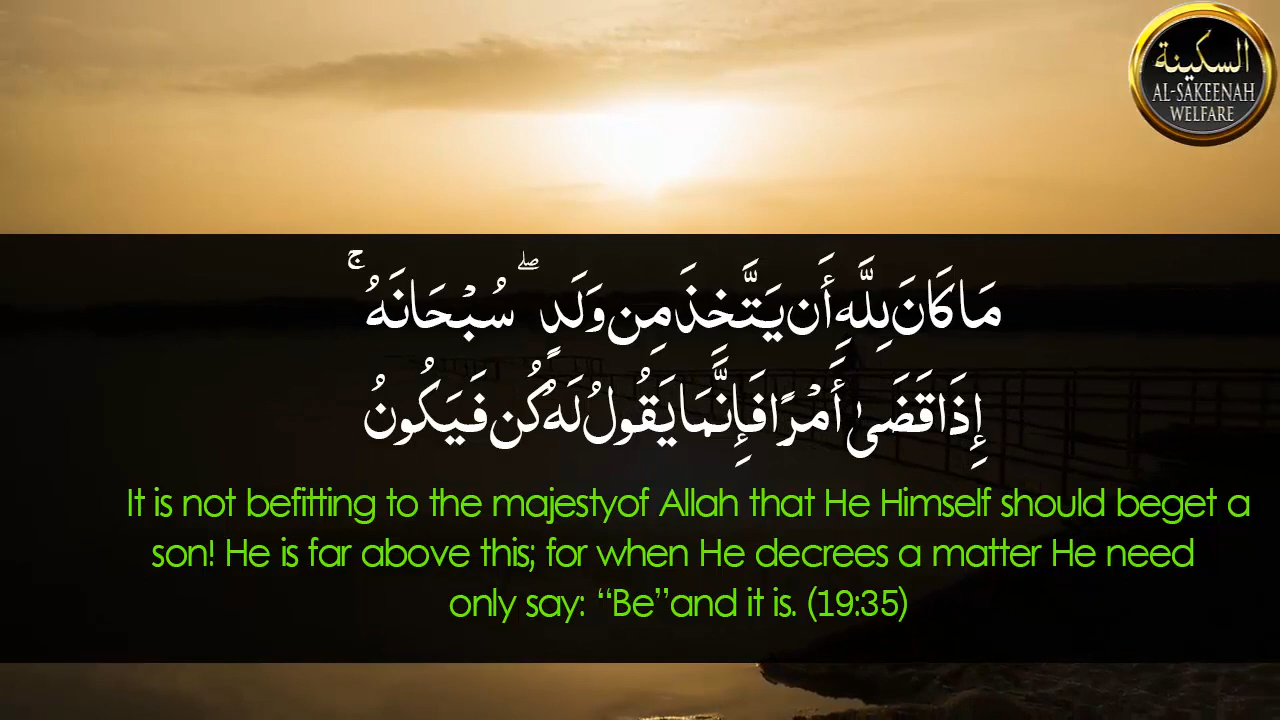 السكينة
AL-SAKEENAH
WELFARE
مَا كَانَ لِلَّهِ أَن يَتَّخِذَ مِن وَلَدٍ ۖ سُبْحَانَهُ ۚ
إِذَا قَضَىٰ أَمْرًا فَإِنَّمَا يَقُولُ لَهُ كُن فَيَكُونُ
It is not befitting to the majestyof Allah that He Himself should beget a
son! He is far above this; for when He decrees a matter He need
only say: “Be”and it is. (19:35)